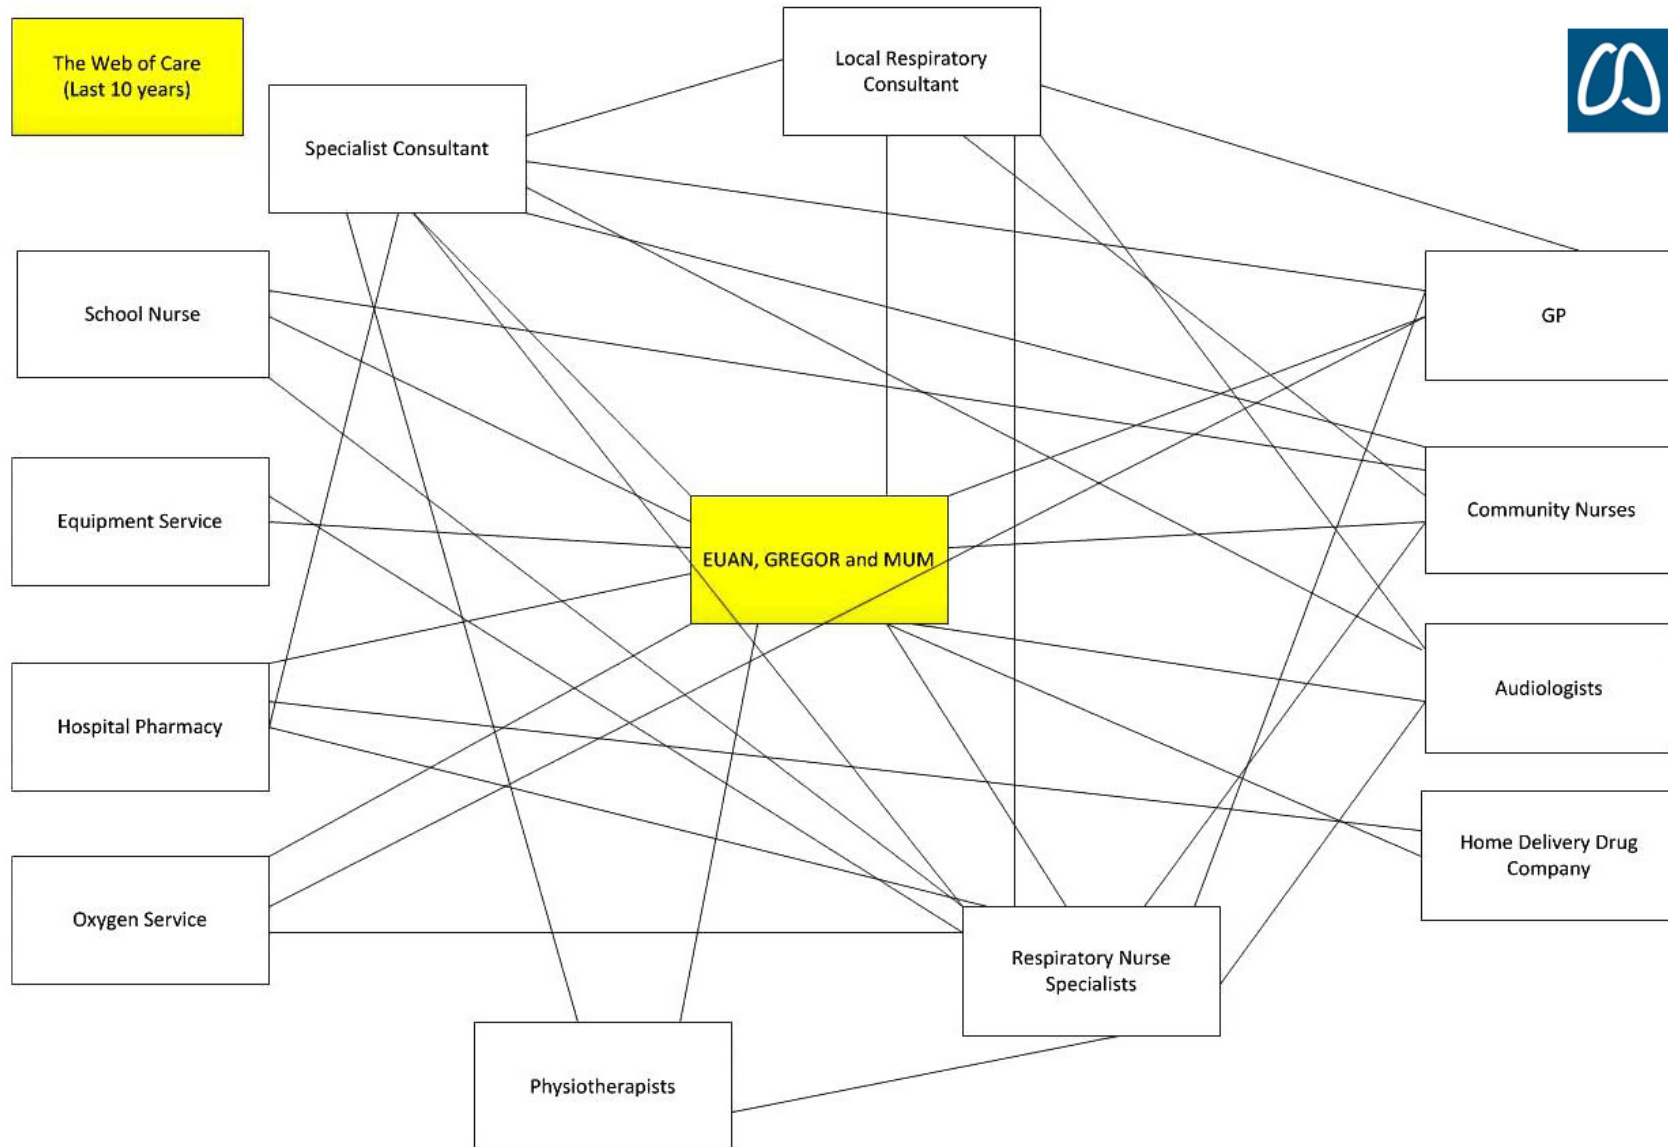 The Web of Care
(Last 10 years)
Local Respiratory
Consultant
Specialist Consultant
School Nurse
GP
Equipment Service
Community Nurses
EUAN, GREGOR and MUM
Hospital Pharmacy
Audiologists
Home Delivery Drug
Company
Oxygen Service
Respiratory Nurse
Specialists
Physiotherapists